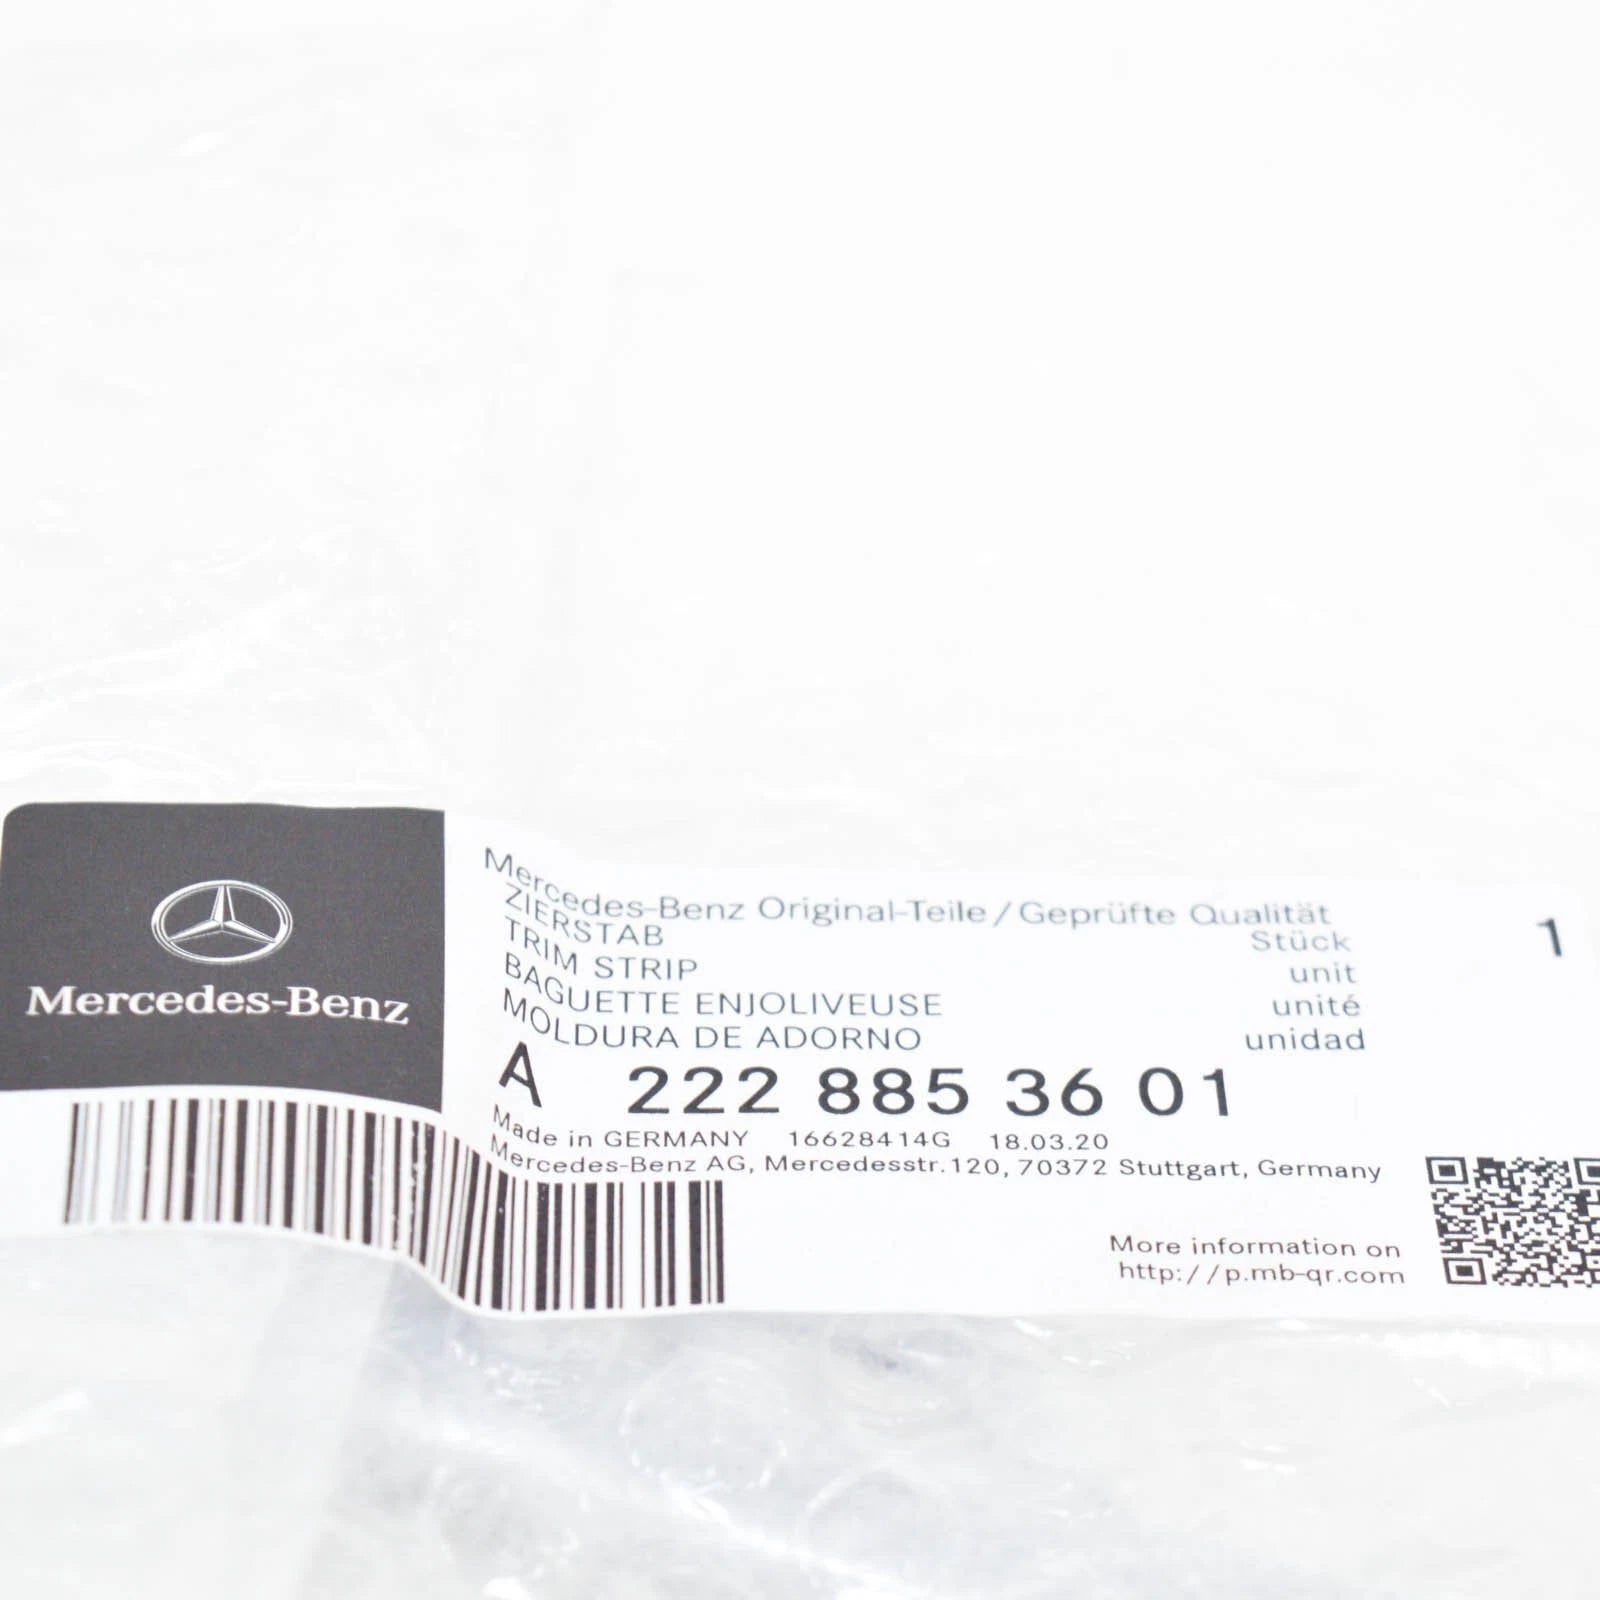 Mercedes-Benz
Mercedes-Benz Original-Teile/Geprüfte Qualität
ZIERSTAB Stück 1
TRIM STRIP unit
BAGUETTE ENJOLIVEUSE unité
MOLDURA DE ADORNO unidad
A 222 885 36 01
Made in GERMANY 16628414G 18.03.20
Mercedes-Benz AG, Mercedesstr.120, 70372 Stuttgart, Germany
More information on
http://p.mb-qr.com